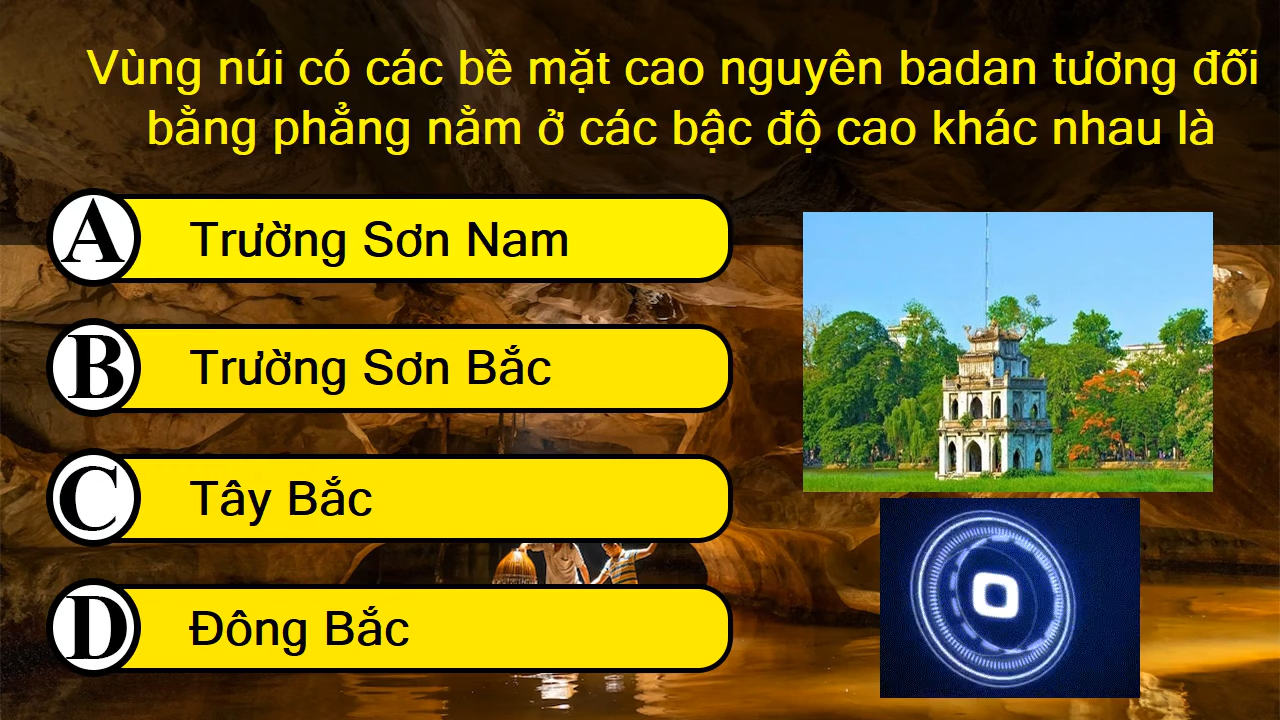 Vùng núi có các bề mặt cao nguyên badan tương đối
bằng phẳng nằm ở các bậc độ cao khác nhau là
A Trường Sơn Nam
B Trường Sơn Bắc
C Tây Bắc
D Đông Bắc